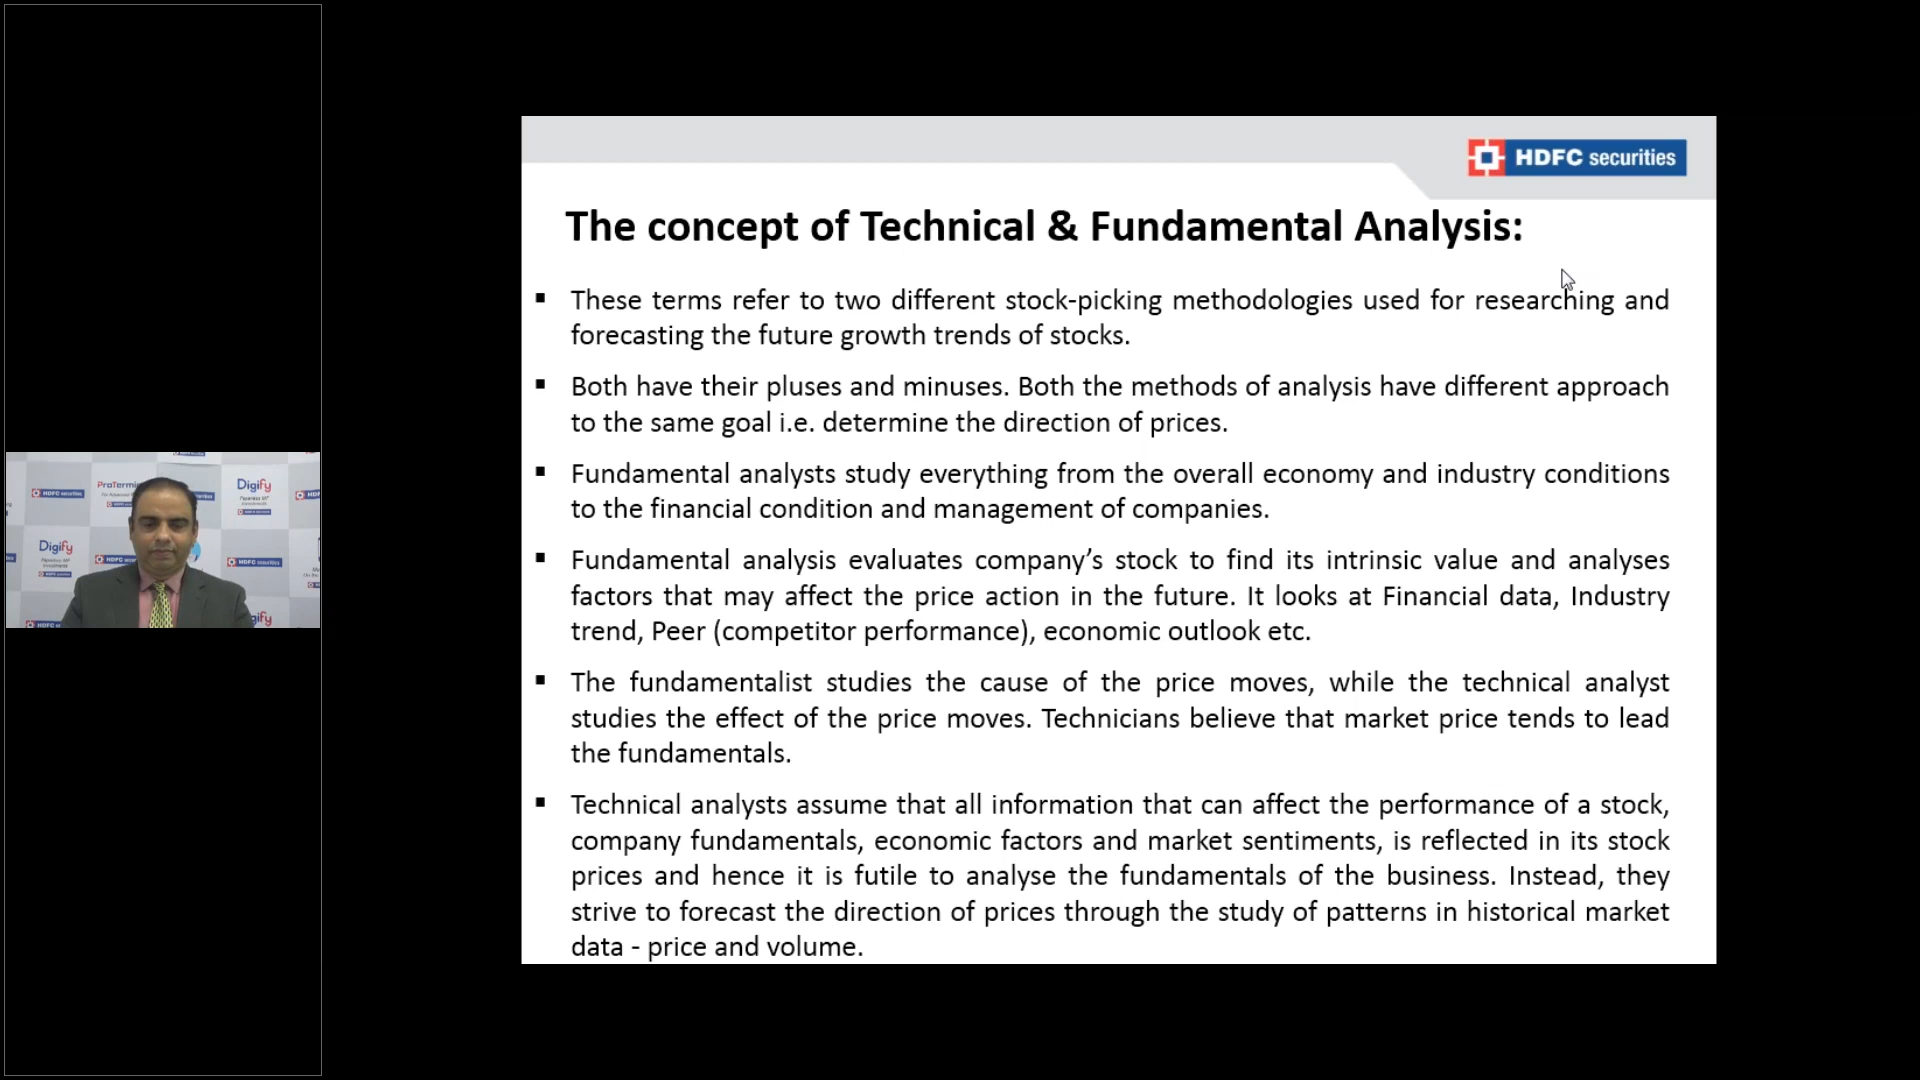 HDFC securities
The concept of Technical & Fundamental Analysis:
▪ These terms refer to two different stock-picking methodologies used for researching and
forecasting the future growth trends of stocks.
▪ Both have their pluses and minuses. Both the methods of analysis have different approach
to the same goal i.e. determine the direction of prices.
▪ Fundamental analysts study everything from the overall economy and industry conditions
to the financial condition and management of companies.
▪ Fundamental analysis evaluates company’s stock to find its intrinsic value and analyses
factors that may affect the price action in the future. It looks at Financial data, Industry
trend, Peer (competitor performance), economic outlook etc.
▪ The fundamentalist studies the cause of the price moves, while the technical analyst
studies the effect of the price moves. Technicians believe that market price tends to lead
the fundamentals.
▪ Technical analysts assume that all information that can affect the performance of a stock,
company fundamentals, economic factors and market sentiments, is reflected in its stock
prices and hence it is futile to analyse the fundamentals of the business. Instead, they
strive to forecast the direction of prices through the study of patterns in historical market
data - price and volume.
HDFC securities
ProTermin
Digify
Digify
HDFC securities